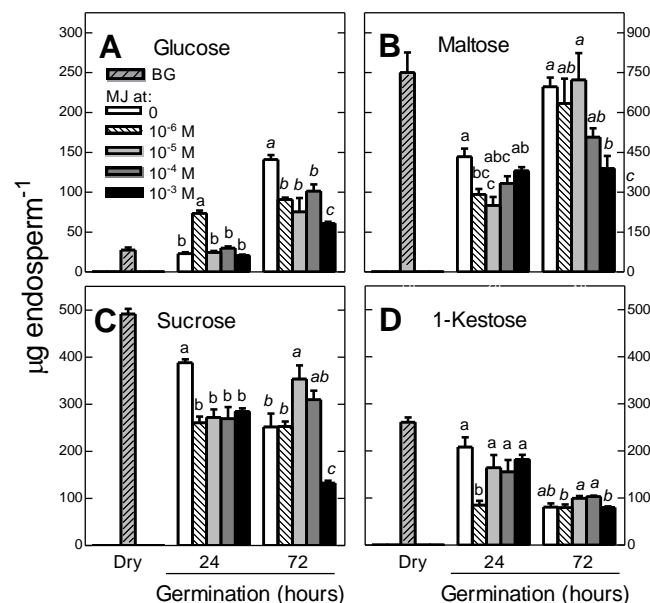 µg endosperm⁻¹
A
Glucose
300
250
200
150
100
50
0
BG
MJ at:
0
10⁻⁶ M
10⁻⁵ M
10⁻⁴ M
10⁻³ M
b a b b b
a b b b c
B
Maltose
900
750
600
450
300
150
0
a bc c abc ab
a ab a ab c
C
Sucrose
500
400
300
200
100
0
a b b b b
b b a ab c
D
1-Kestose
500
400
300
200
100
0
a b a a a
ab b a a b
Dry 24 72
Germination (hours)
Dry 24 72
Germination (hours)